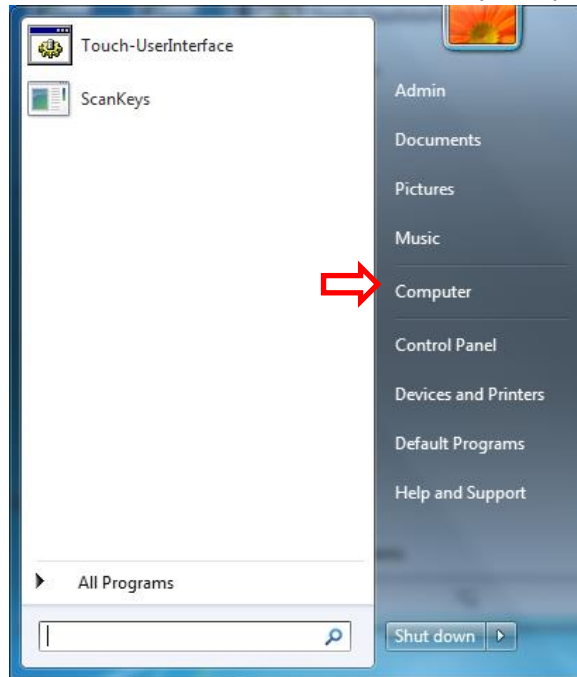 Touch-UserInterface
ScanKeys
All Programs
Admin
Documents
Pictures
Music
Computer
Control Panel
Devices and Printers
Default Programs
Help and Support
Shut down